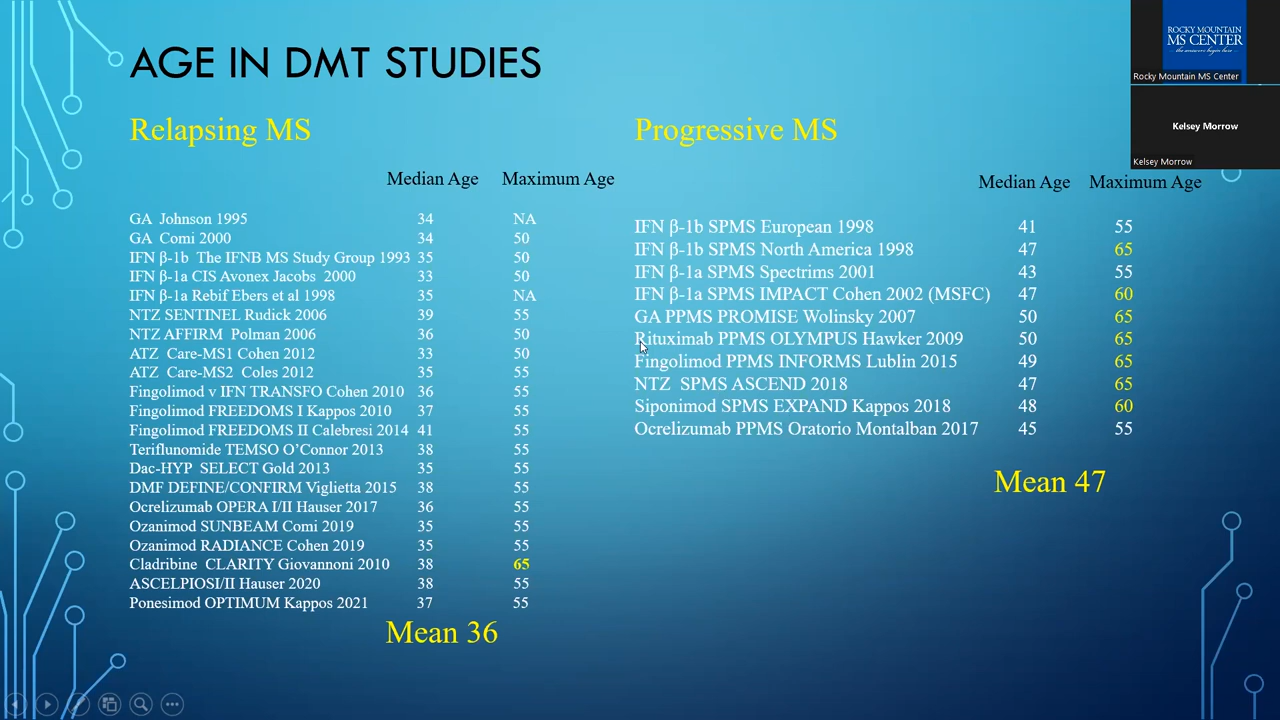 AGE IN DMT STUDIES
ROCKY MOUNTAIN
MS CENTER
the answers begin here
Rocky Mountain MS Center
Kelsey Morrow
Kelsey Morrow
Relapsing MS
Median Age Maximum Age
GA Johnson 1995 34 NA
GA Comi 2000 34 50
IFN β-1b The IFNB MS Study Group 1993 35 50
IFN β-1a CIS Avonex Jacobs 2000 33 50
IFN β-1a Rebif Ebers et al 1998 35 NA
NTZ SENTINEL Rudick 2006 39 55
NTZ AFFIRM Polman 2006 36 50
ATZ Care-MS1 Cohen 2012 33 50
ATZ Care-MS2 Coles 2012 35 55
Fingolimod v IFN TRANSFO Cohen 2010 36 55
Fingolimod FREEDOMS I Kappos 2010 37 55
Fingolimod FREEDOMS II Calebresi 2014 41 55
Teriflunomide TEMSO O’Connor 2013 38 55
Dac-HYP SELECT Gold 2013 35 55
DMF DEFINE/CONFIRM Viglietta 2015 38 55
Ocrelizumab OPERA I/II Hauser 2017 36 55
Ozanimod SUNBEAM Comi 2019 35 55
Ozanimod RADIANCE Cohen 2019 35 55
Cladribine CLARITY Giovannoni 2010 38 65
ASCELPIOSI/II Hauser 2020 38 55
Ponesimod OPTIMUM Kappos 2021 37 55
Mean 36
Progressive MS
Median Age Maximum Age
IFN β-1b SPMS European 1998 41 55
IFN β-1b SPMS North America 1998 47 65
IFN β-1a SPMS Spectrims 2001 43 55
IFN β-1a SPMS IMPACT Cohen 2002 (MSFC) 47 60
GA PPMS PROMISE Wolinsky 2007 50 65
Rituximab PPMS OLYMPUS Hawker 2009 50 65
Fingolimod PPMS INFORMS Lublin 2015 49 65
NTZ SPMS ASCEND 2018 47 65
Siponimod SPMS EXPAND Kappos 2018 48 60
Ocrelizumab PPMS Oratorio Montalban 2017 45 55
Mean 47